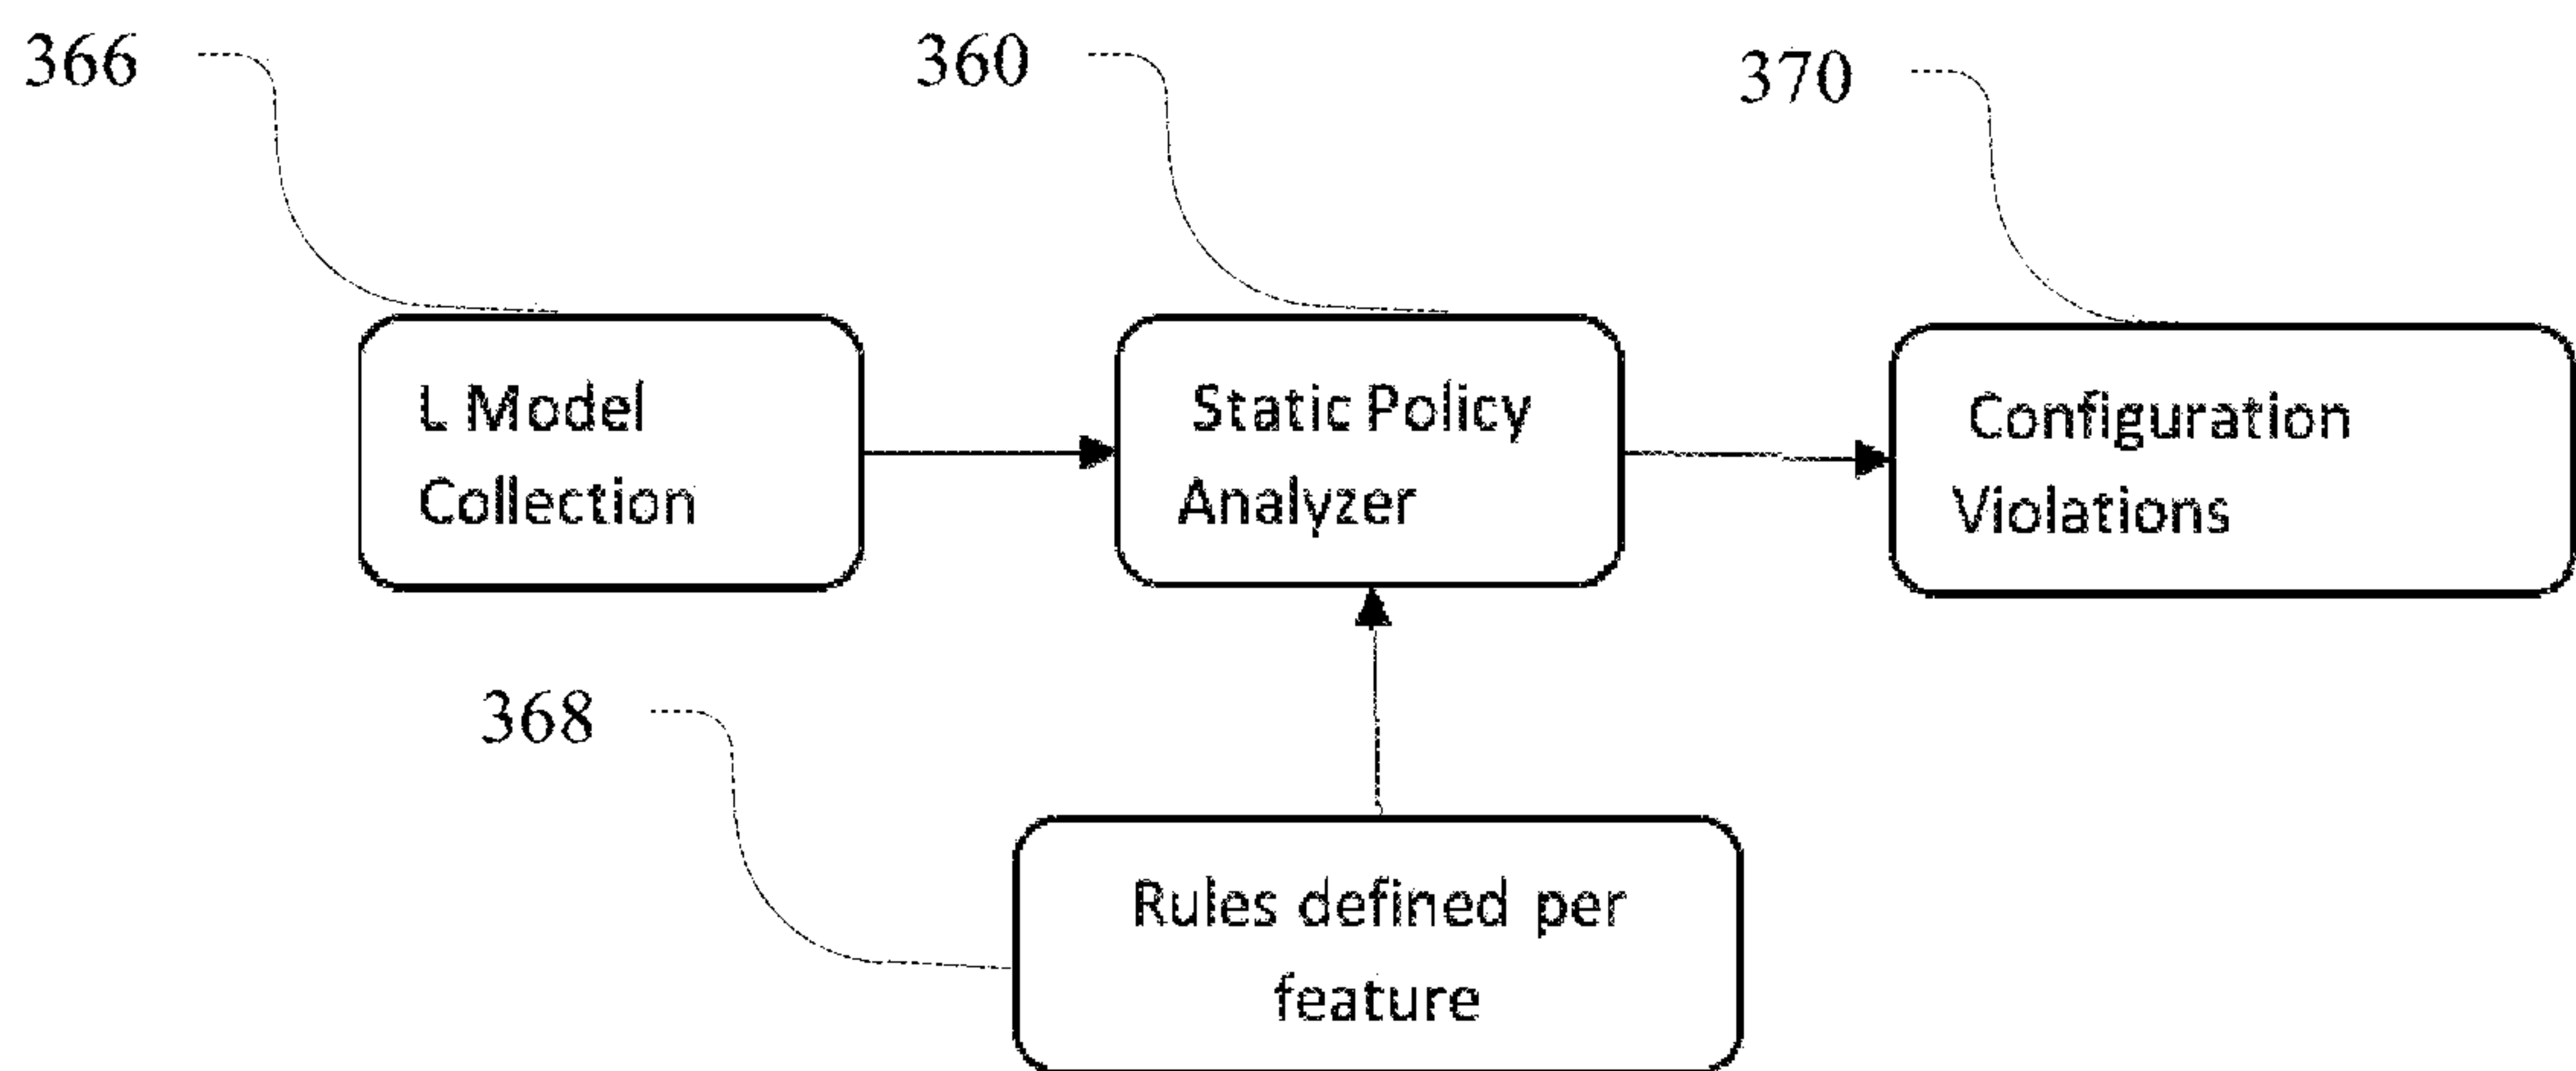 366
360
370
L Model
Collection
Static Policy
Analyzer
Configuration
Violations
368
Rules defined per
feature